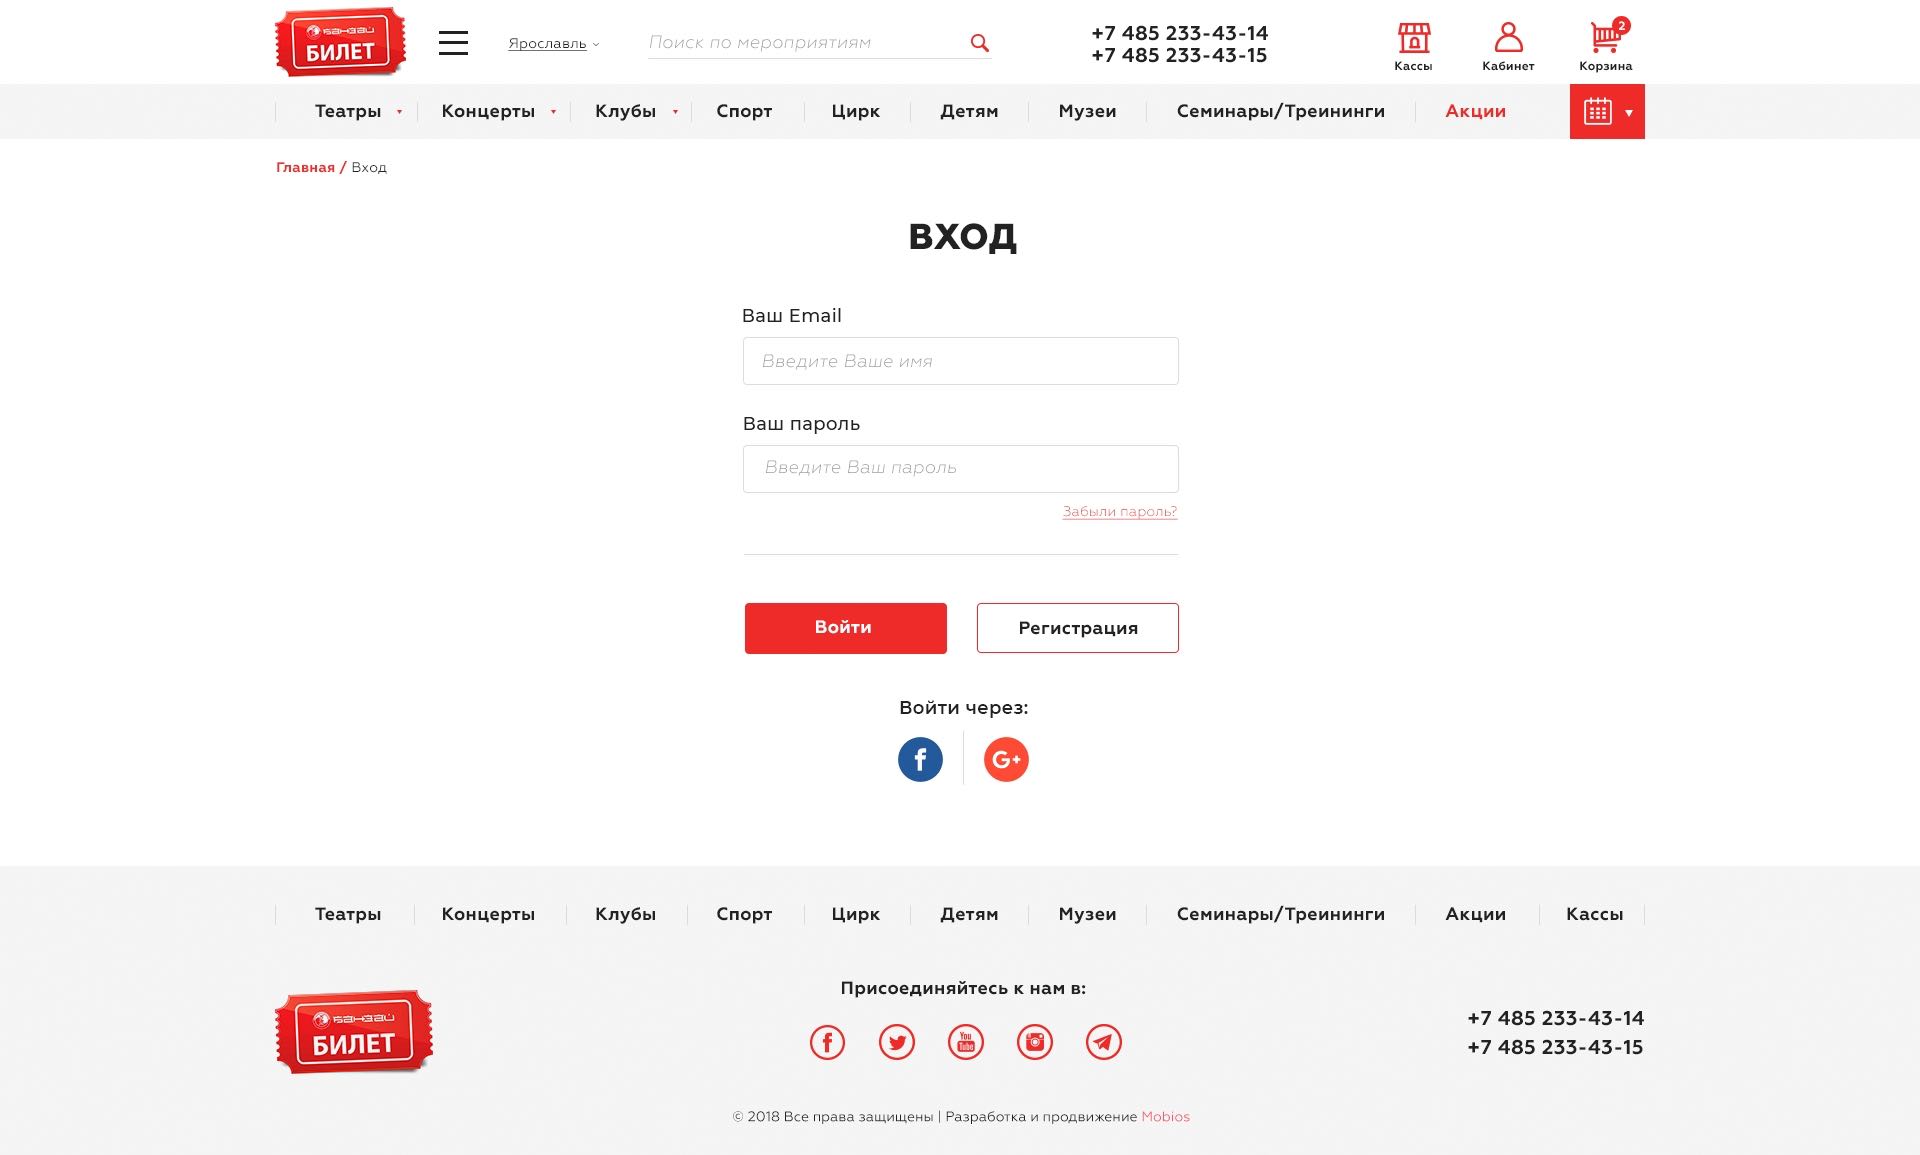 Банзай
БИЛЕТ
Ярославль
Поиск по мероприятиям
+7 485 233-43-14
+7 485 233-43-15
Кассы
Кабинет
2
Корзина
Театры
Концерты
Клубы
Спорт
Цирк
Детям
Музеи
Семинары/Треининги
Акции
Главная / Вход
ВХОД
Ваш Email
Введите Ваше имя
Ваш пароль
Введите Ваш пароль
Забыли пароль?
Войти
Регистрация
Войти через:
f
G+
Театры
Концерты
Клубы
Спорт
Цирк
Детям
Музеи
Семинары/Треининги
Акции
Кассы
Банзай
БИЛЕТ
Присоединяйтесь к нам в:
f
You
Tube
+7 485 233-43-14
+7 485 233-43-15
© 2018 Все права защищены | Разработка и продвижение Mobios